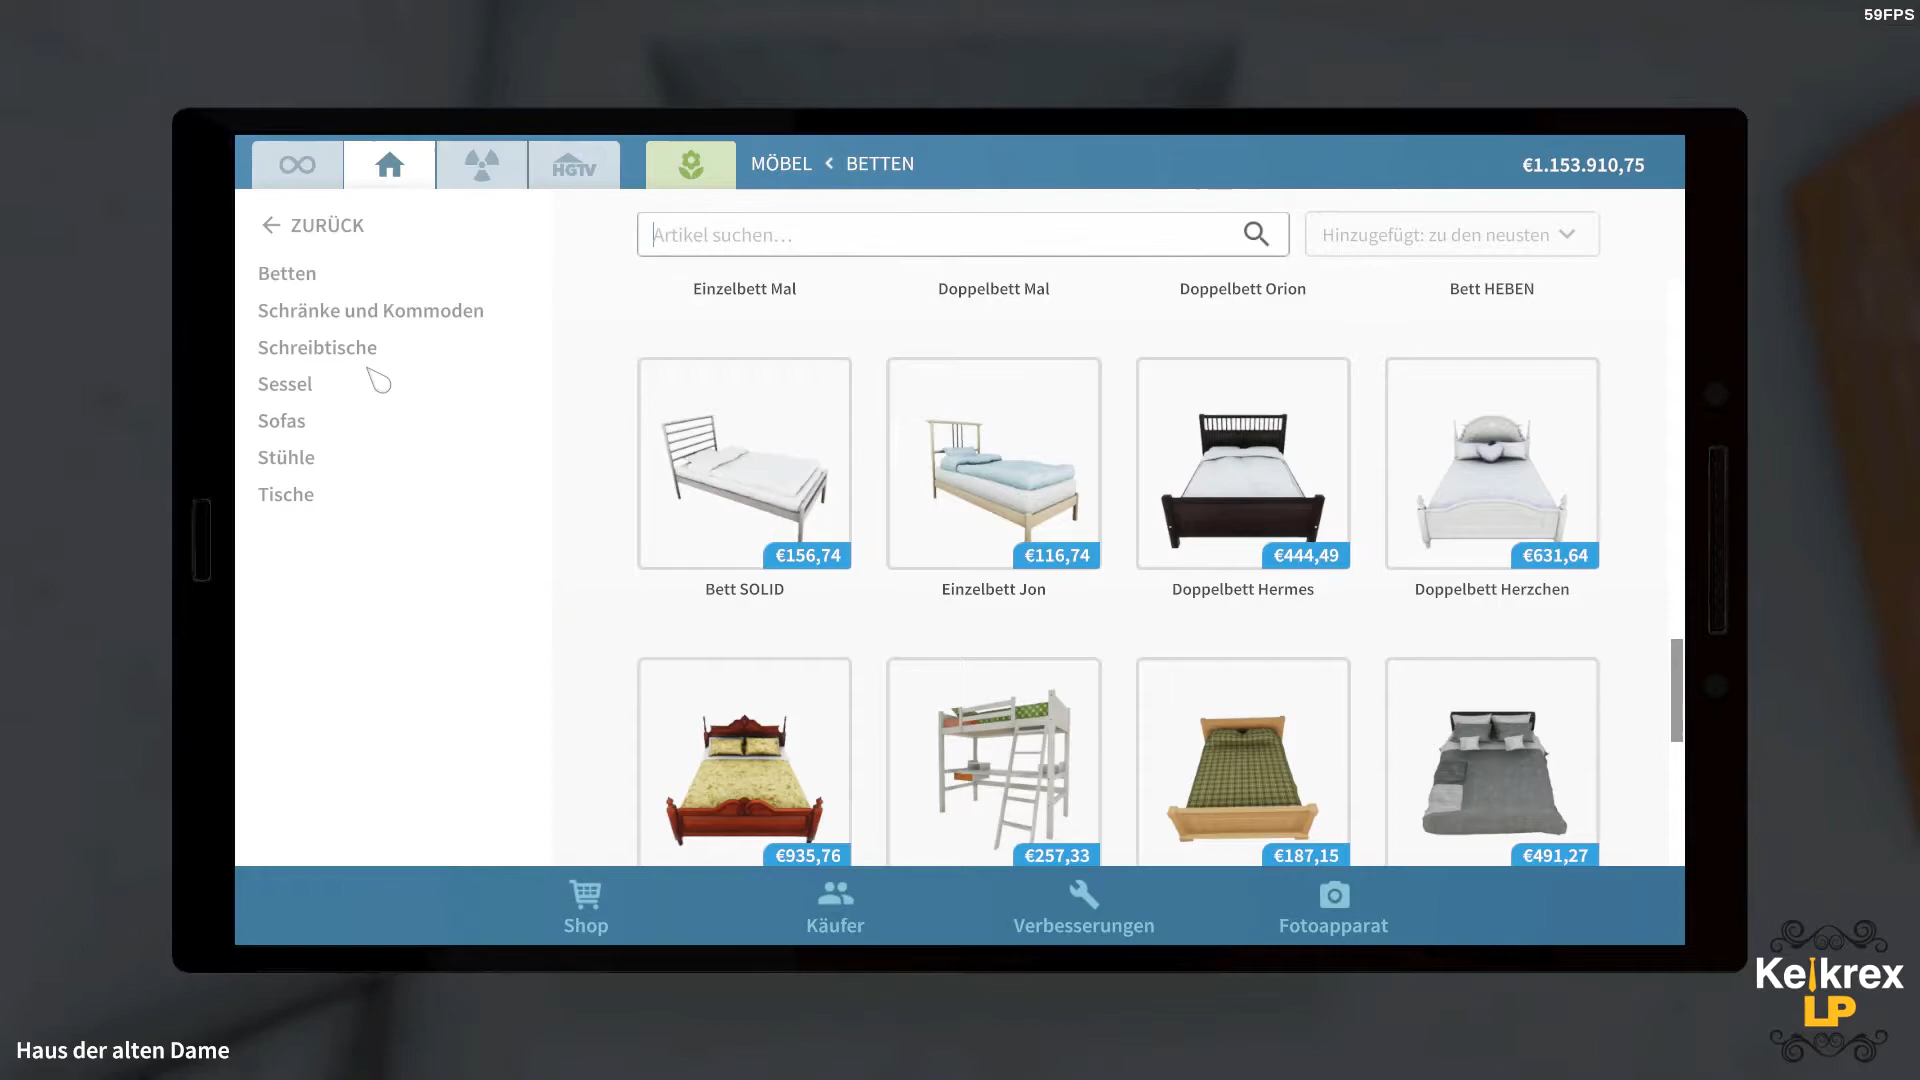 59FPS
HGTV
MÖBEL < BETTEN
€1.153.910,75
ZURÜCK
Artikel suchen...
Hinzugefügt: zu den neusten
Betten
Schränke und Kommoden
Schreibtische
Sessel
Sofas
Stühle
Tische
Einzelbett Mal
Doppelbett Mal
Doppelbett Orion
Bett HEBEN
€156,74
€116,74
€444,49
€631,64
Bett SOLID
Einzelbett Jon
Doppelbett Hermes
Doppelbett Herzchen
€935,76
€257,33
€187,15
€491,27
Shop
Käufer
Verbesserungen
Fotoapparat
Keikrex
LP
Haus der alten Dame